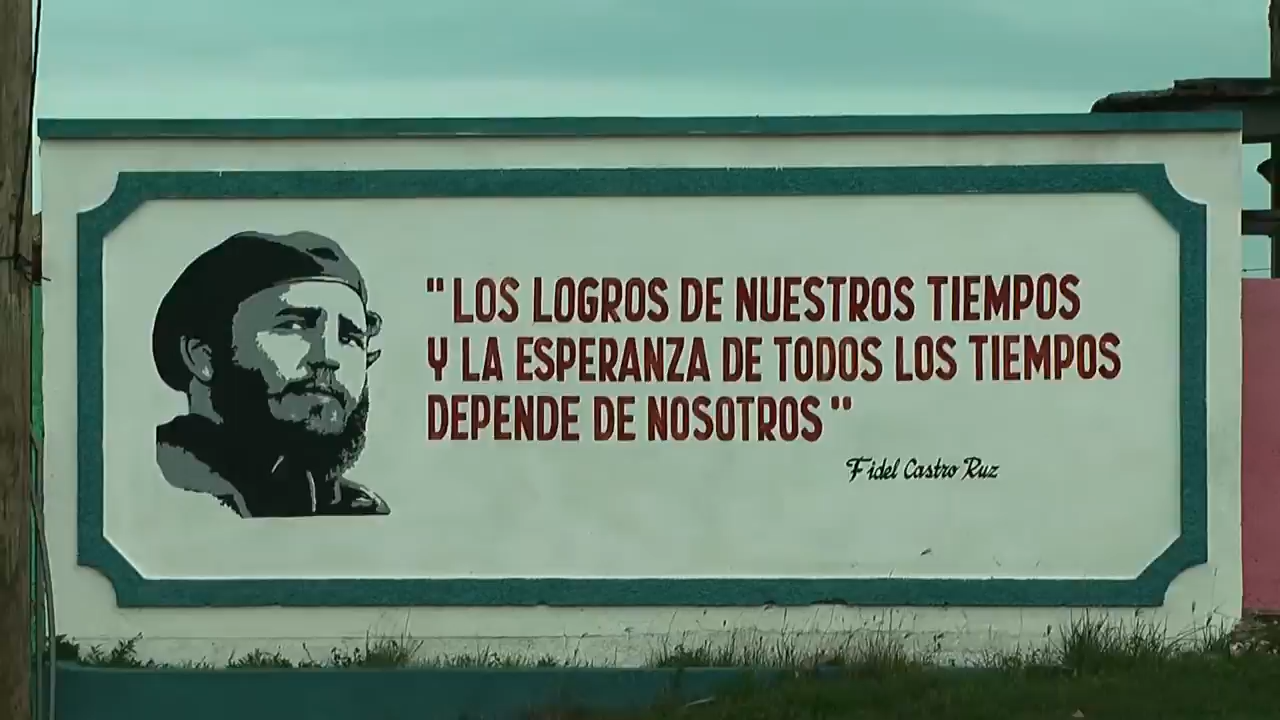 "LOS LOGROS DE NUESTROS TIEMPOS
Y LA ESPERANZA DE TODOS LOS TIEMPOS
DEPENDE DE NOSOTROS"
Fidel Castro Ruz